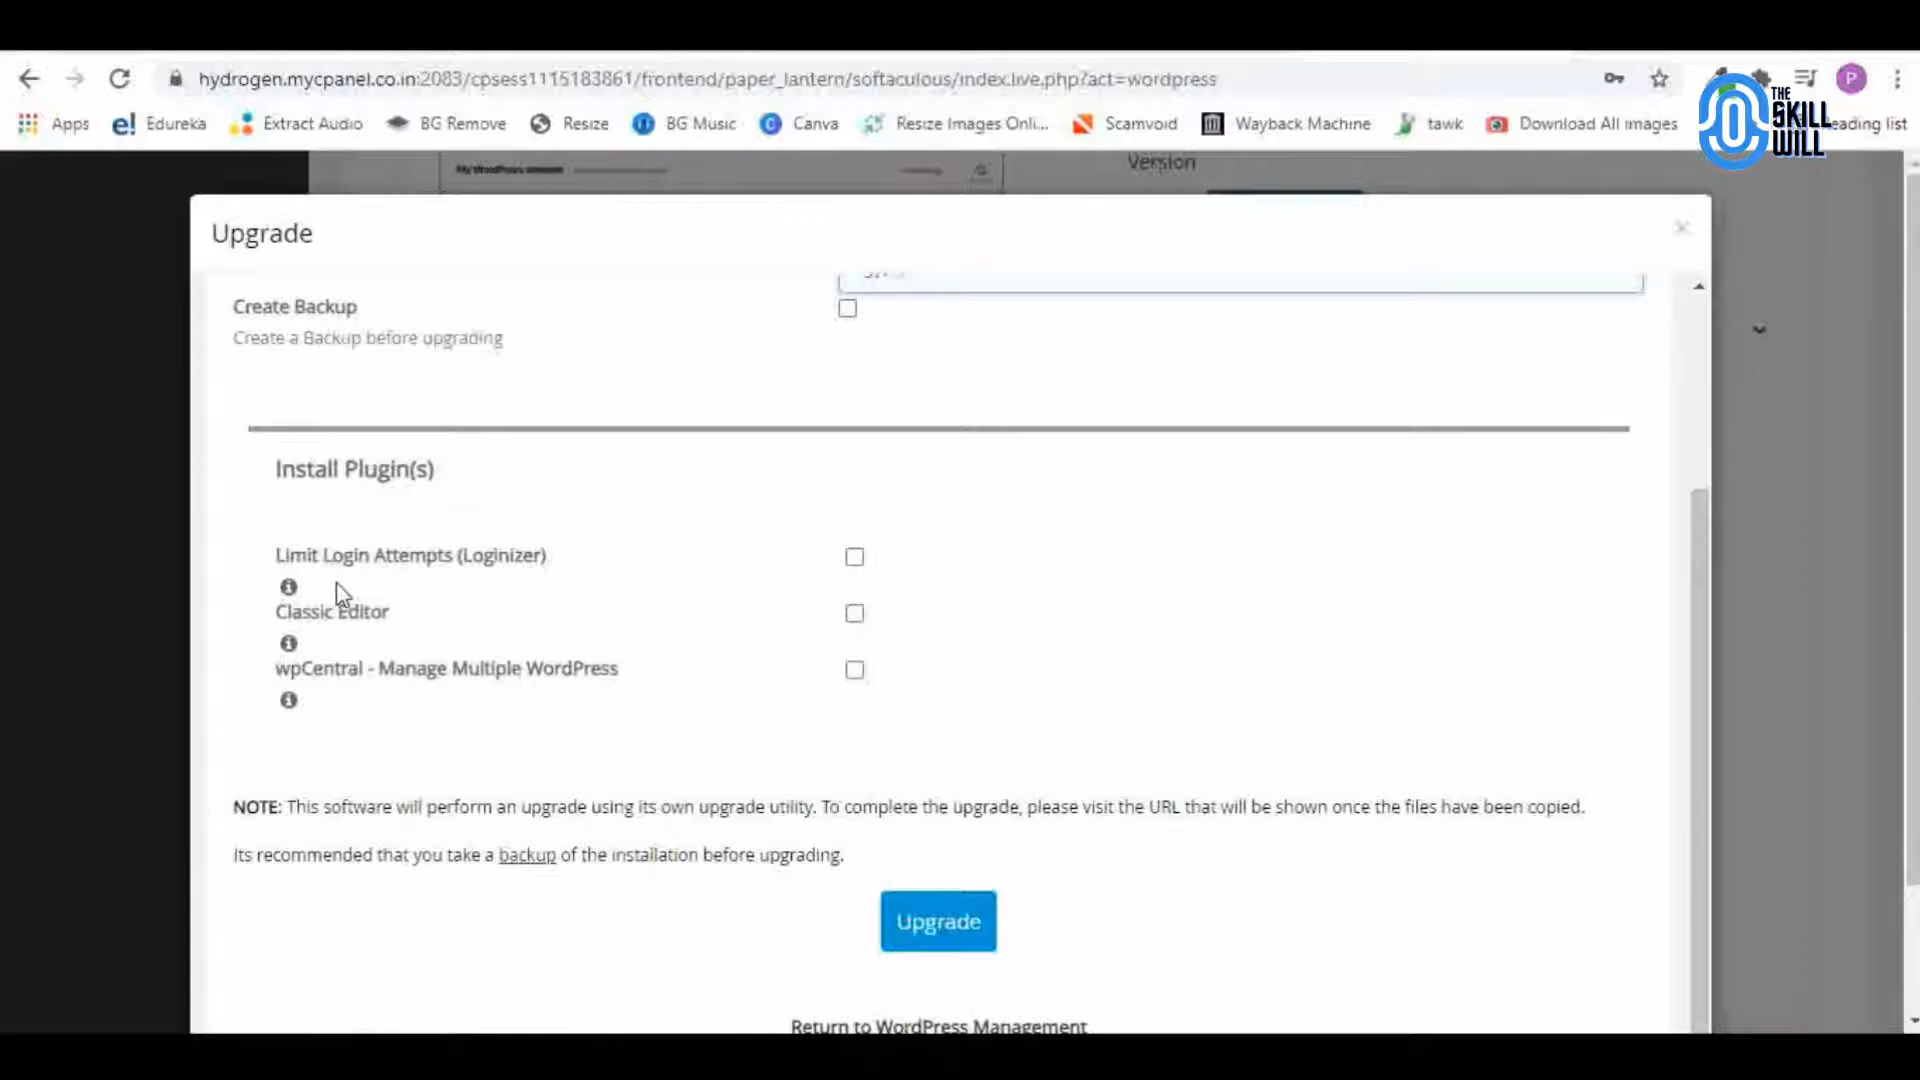 hydrogen.mycpanel.co.in:2083/cpsess1115183861/frontend/paper_lantern/softaculous/index.live.php?act=wordpress
P
Apps Edureka Extract Audio BG Remove Resize BG Music Canva Resize Images Onli... Scamvoid Wayback Machine tawk Download All Images eading list
THE
SKILL
WILL
My WordPress Version
Upgrade
Create Backup
Create a Backup before upgrading
Install Plugin(s)
Limit Login Attempts (Loginizer)
Classic Editor
wpCentral - Manage Multiple WordPress
NOTE: This software will perform an upgrade using its own upgrade utility. To complete the upgrade, please visit the URL that will be shown once the files have been copied.
Its recommended that you take a backup of the installation before upgrading.
Upgrade
Return to WordPress Management